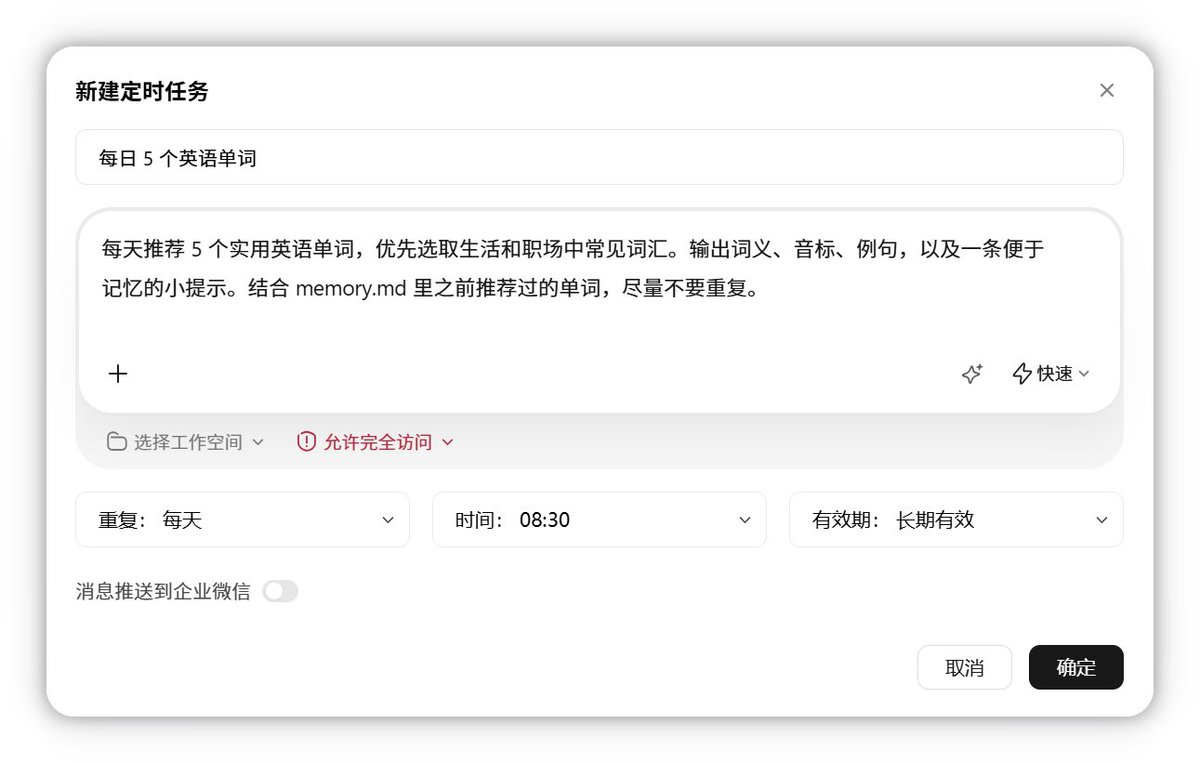 新建定时任务
每日 5 个英语单词
每天推荐 5 个实用英语单词，优先选取生活和职场中常见词汇。输出词义、音标、例句，以及一条便于
记忆的小提示。结合 memory.md 里之前推荐过的单词，尽量不要重复。
快速
选择工作空间 允许完全访问
重复： 每天 时间： 08:30 有效期： 长期有效
消息推送到企业微信
取消 确定